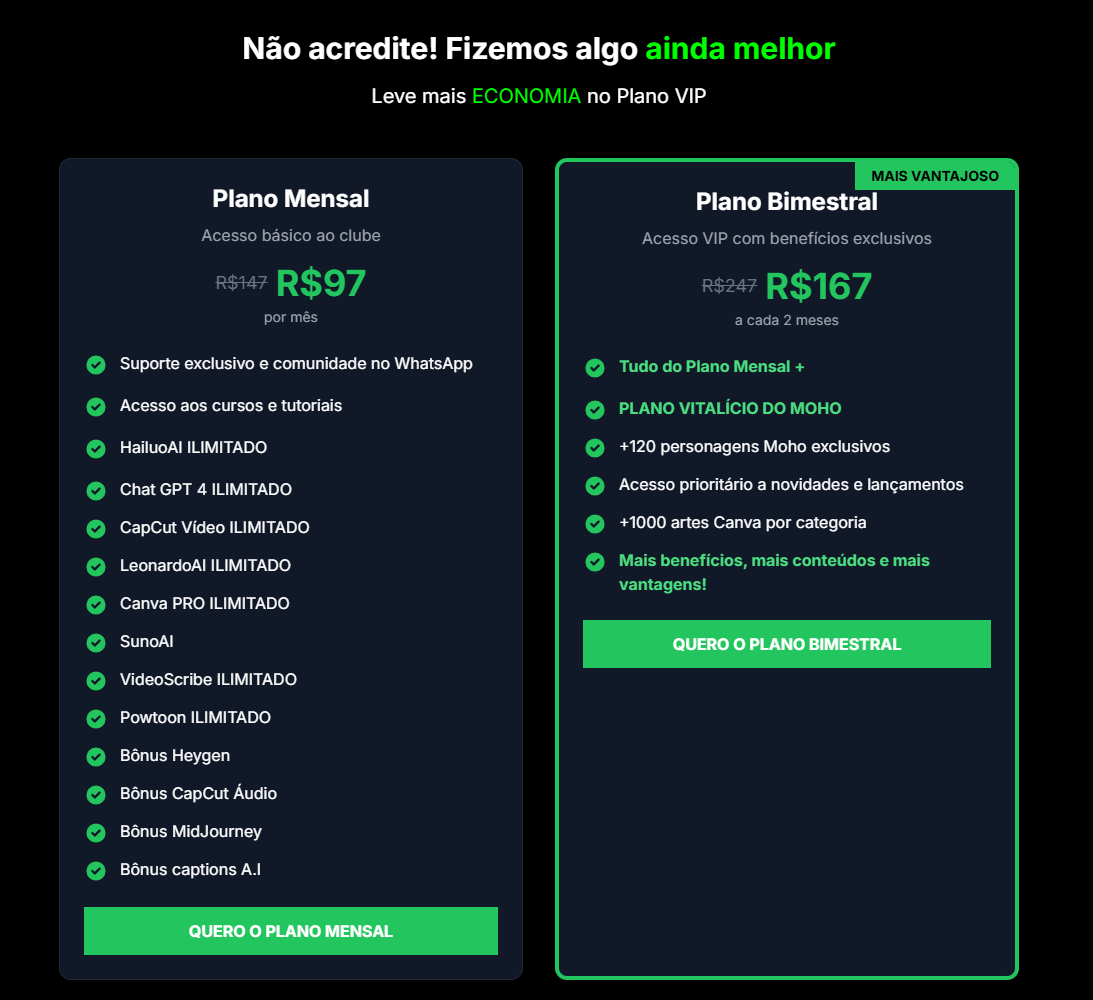 Não acredite! Fizemos algo ainda melhor
Leve mais ECONOMIA no Plano VIP
Plano Mensal
Acesso básico ao clube
R$147 R$97
por mês
Suporte exclusivo e comunidade no WhatsApp
Acesso aos cursos e tutoriais
HailuoAI ILIMITADO
Chat GPT 4 ILIMITADO
CapCut Vídeo ILIMITADO
LeonardoAI ILIMITADO
Canva PRO ILIMITADO
SunoAI
VideoScribe ILIMITADO
Powtoon ILIMITADO
Bônus Heygen
Bônus CapCut Áudio
Bônus MidJourney
Bônus captions A.I
QUERO O PLANO MENSAL
MAIS VANTAJOSO
Plano Bimestral
Acesso VIP com benefícios exclusivos
R$247 R$167
a cada 2 meses
Tudo do Plano Mensal +
PLANO VITALÍCIO DO MOHO
+120 personagens Moho exclusivos
Acesso prioritário a novidades e lançamentos
+1000 artes Canva por categoria
Mais benefícios, mais conteúdos e mais
vantagens!
QUERO O PLANO BIMESTRAL